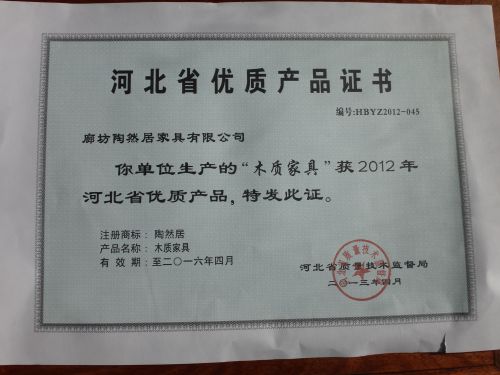 河北省优质产品证书
编号:HBYZ2012-045
廊坊陶然居家具有限公司
你单位生产的“木质家具”获2012年
河北省优质产品，特发此证。
注册商标： 陶然居
产品名称： 木质家具
有 效 期： 至二〇一六年四月
河北省质量技术监督局
二〇一三年四月